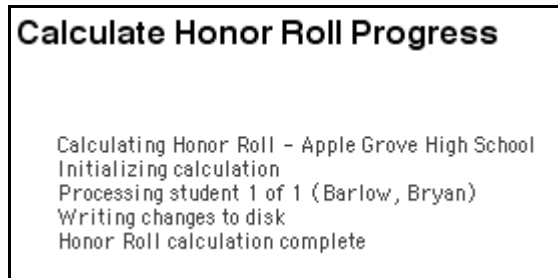 Calculate Honor Roll Progress
Calculating Honor Roll - Apple Grove High School
Initializing calculation
Processing student 1 of 1 (Barlow, Bryan)
Writing changes to disk
Honor Roll calculation complete